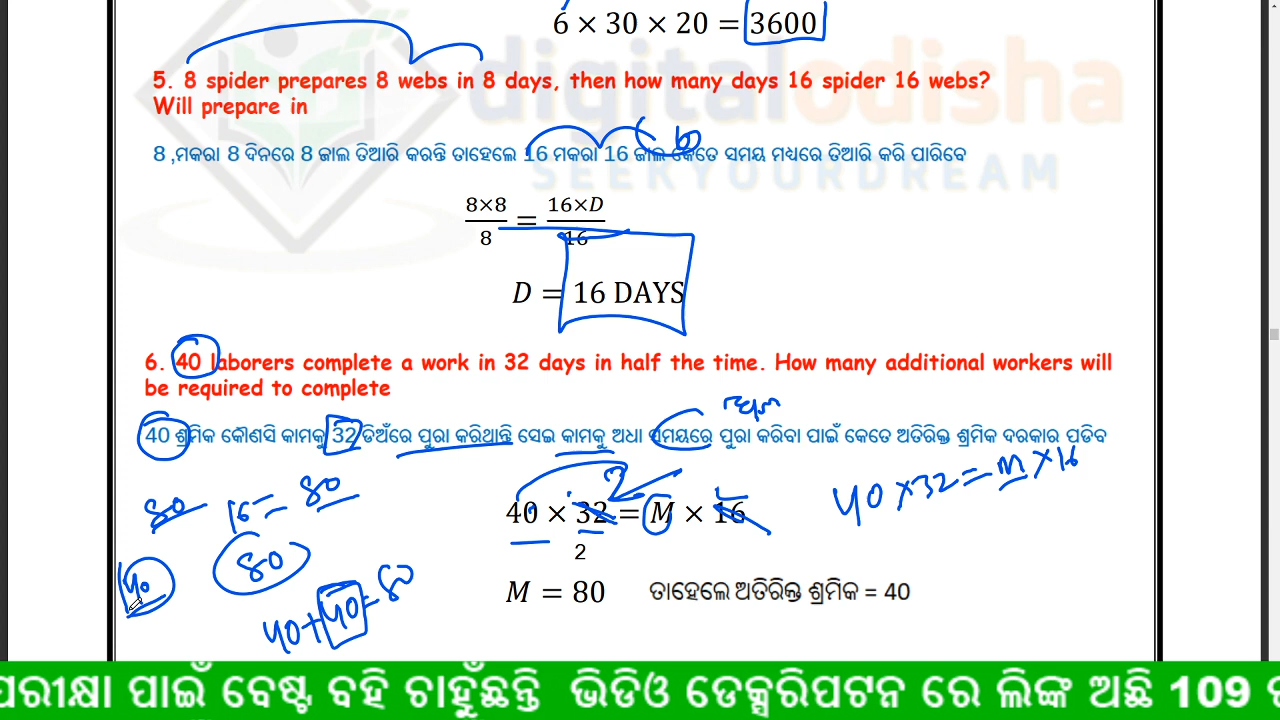 6 × 30 × 20 = 3600
5. 8 spider prepares 8 webs in 8 days, then how many days 16 spider 16 webs?
Will prepare in
8 ,ମକରା 8 ଦିନରେ 8 ଜାଲ ତିଆରି କରନ୍ତି ତାହେଲେ 16 ମକରା 16 ଜାଲ କେତେ ସମୟ ମଧ୍ୟରେ ତିଆରି କରି ପାରିବେ
digitalodisha
SEEKYOURDREAM
8×8 = 16×D
8 16
D = 16 DAYS
6. 40 laborers complete a work in 32 days in half the time. How many additional workers will
be required to complete
40 ଶ୍ରମିକ କୌଣସି କାମକୁ 32 ଡିଅଁରେ ପୁରା କରିଥାନ୍ତି ସେଇ କାମକୁ ଅଧା ସମୟରେ ପୁରା କରିବା ପାଇଁ କେତେ ଅତିରିକ୍ତ ଶ୍ରମିକ ଦରକାର ପଡିବ
40 × 32 = M × 16
80 16 = 80
2
40 × 32 = M × 16
2
80
40
M = 80 ତାହେଲେ ଅତିରିକ୍ତ ଶ୍ରମିକ = 40
40 + 40 = 80
ପରୀକ୍ଷା ପାଇଁ ବେଷ୍ଟ ବହି ଚାହୁଁଛନ୍ତି ଭିଡିଓ ଡେକ୍ସରିପଟନ ରେ ଲିଙ୍କ ଅଛି 109